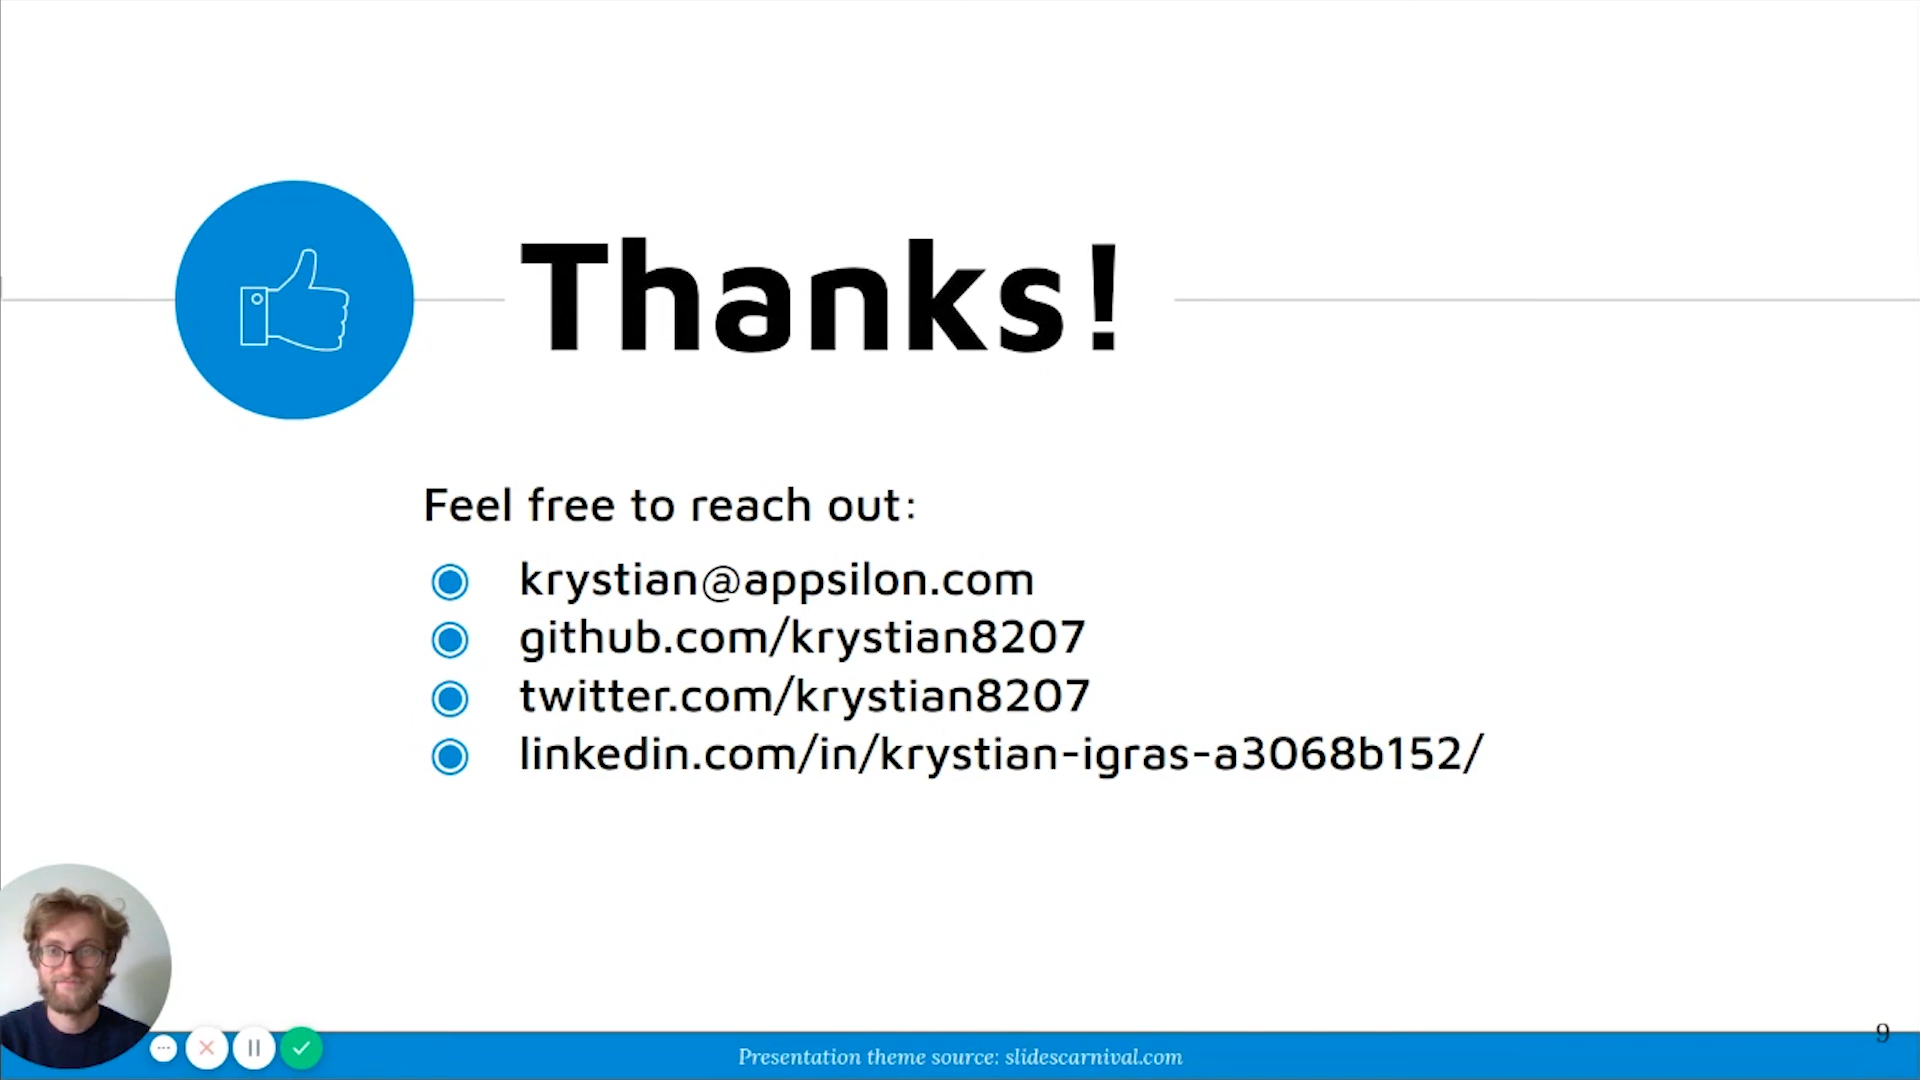 Thanks!
Feel free to reach out:
krystian@appsilon.com
github.com/krystian8207
twitter.com/krystian8207
linkedin.com/in/krystian-igras-a3068b152/
9
Presentation theme source: slidescarnival.com